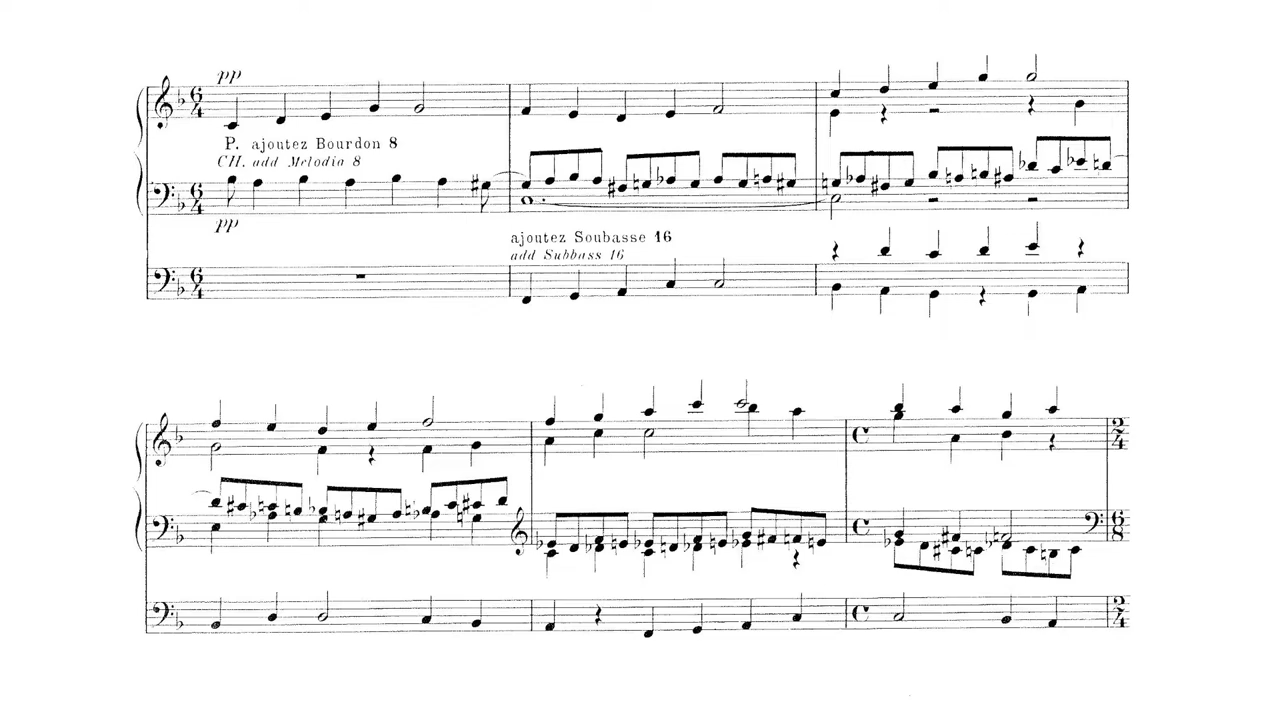 pp
P. ajoutez Bourdon 8
CH. add Melodia 8
pp
ajoutez Soubasse 16
add Subbass 16